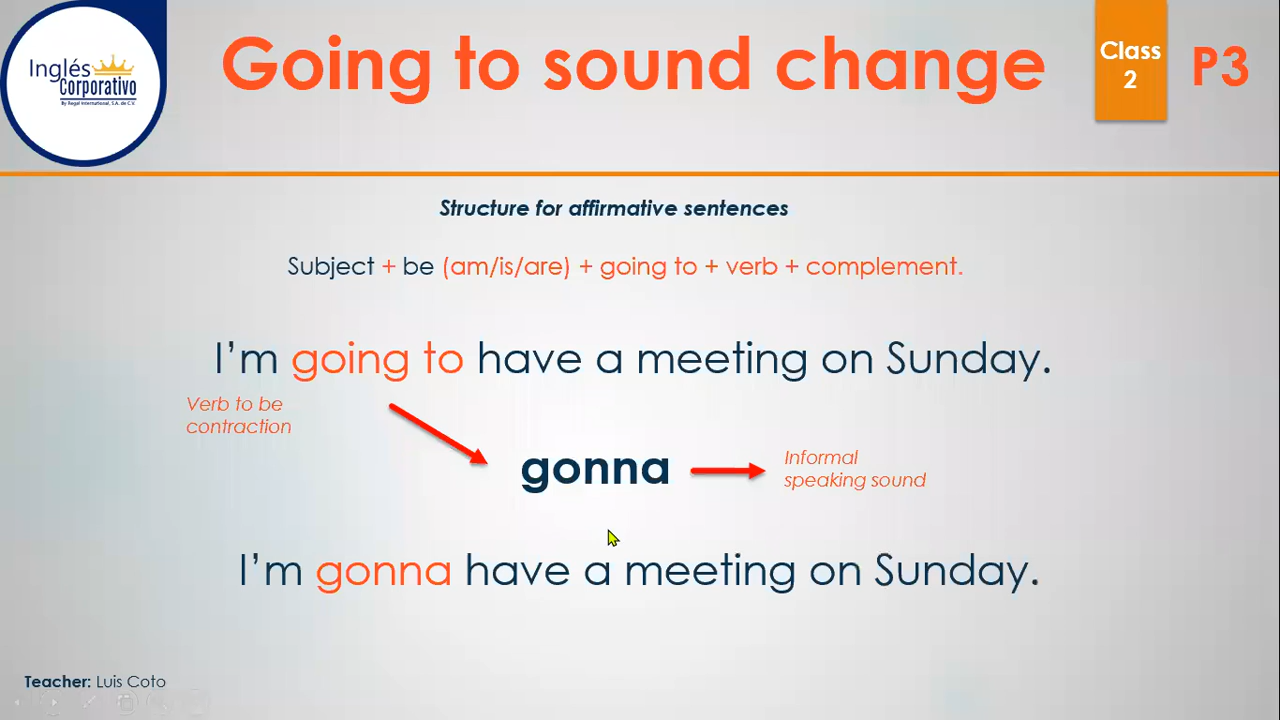 Inglés
Corporativo
By Regal International, S.A. de C.V.
Going to sound change
Class
2
P3
Structure for affirmative sentences
Subject + be (am/is/are) + going to + verb + complement.
I'm going to have a meeting on Sunday.
Verb to be
contraction
gonna
Informal
speaking sound
I'm gonna have a meeting on Sunday.
Teacher: Luis Coto